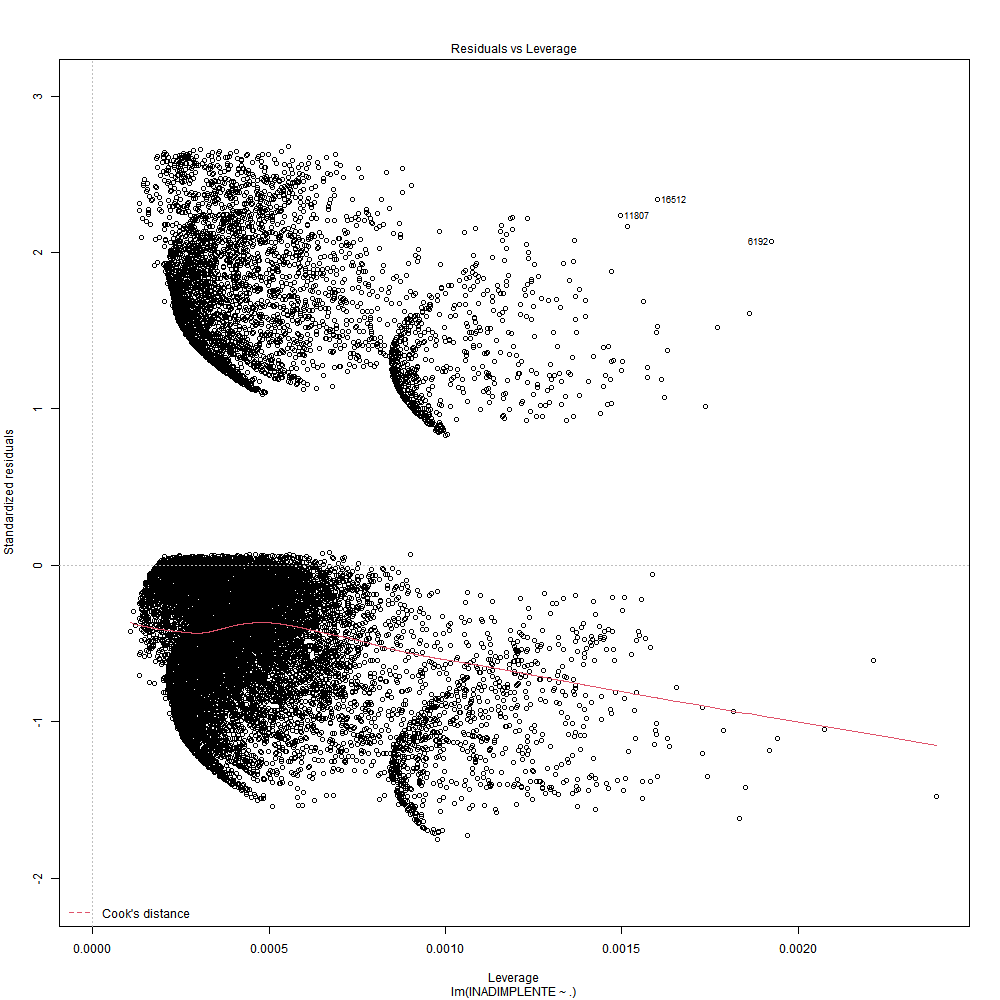 Residuals vs Leverage
Standardized residuals
3
2
1
0
-1
-2
16512
11807
6192
Cook's distance
0.0000 0.0005 0.0010 0.0015 0.0020
Leverage
lm(INADIMPLENTE ~ .)